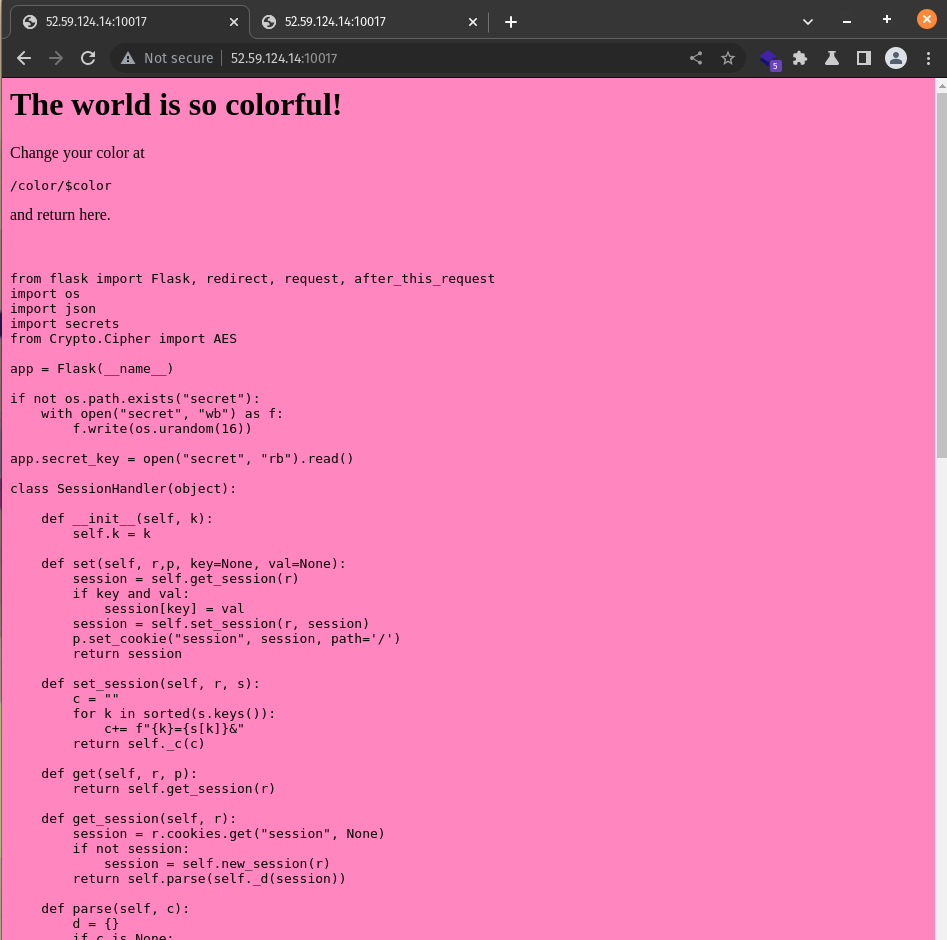 52.59.124.14:10017
52.59.124.14:10017
Not secure
52.59.124.14:10017
5
The world is so colorful!
Change your color at
/color/$color
and return here.
from flask import Flask, redirect, request, after_this_request
import os
import json
import secrets
from Crypto.Cipher import AES
app = Flask(__name__)
if not os.path.exists("secret"):
    with open("secret", "wb") as f:
        f.write(os.urandom(16))
app.secret_key = open("secret", "rb").read()
class SessionHandler(object):
    def __init__(self, k):
        self.k = k
    def set(self, r,p, key=None, val=None):
        session = self.get_session(r)
        if key and val:
            session[key] = val
        session = self.set_session(r, session)
        p.set_cookie("session", session, path='/')
        return session
    def set_session(self, r, s):
        c = ""
        for k in sorted(s.keys()):
            c+= f"{k}={s[k]}&"
        return self._c(c)
    def get(self, r, p):
        return self.get_session(r)
    def get_session(self, r):
        session = r.cookies.get("session", None)
        if not session:
            session = self.new_session(r)
        return self.parse(self._d(session))
    def parse(self, c):
        d = {}
        if c is None: